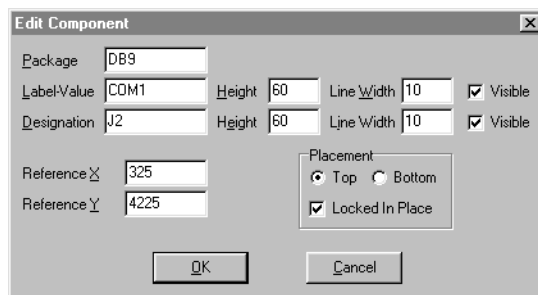 Edit Component
Package DB9
Label-Value COM1 Height 60 Line Width 10 Visible
Designation J2 Height 60 Line Width 10 Visible
Placement
Reference X 325 Top Bottom
Reference Y 4225 Locked In Place
OK Cancel